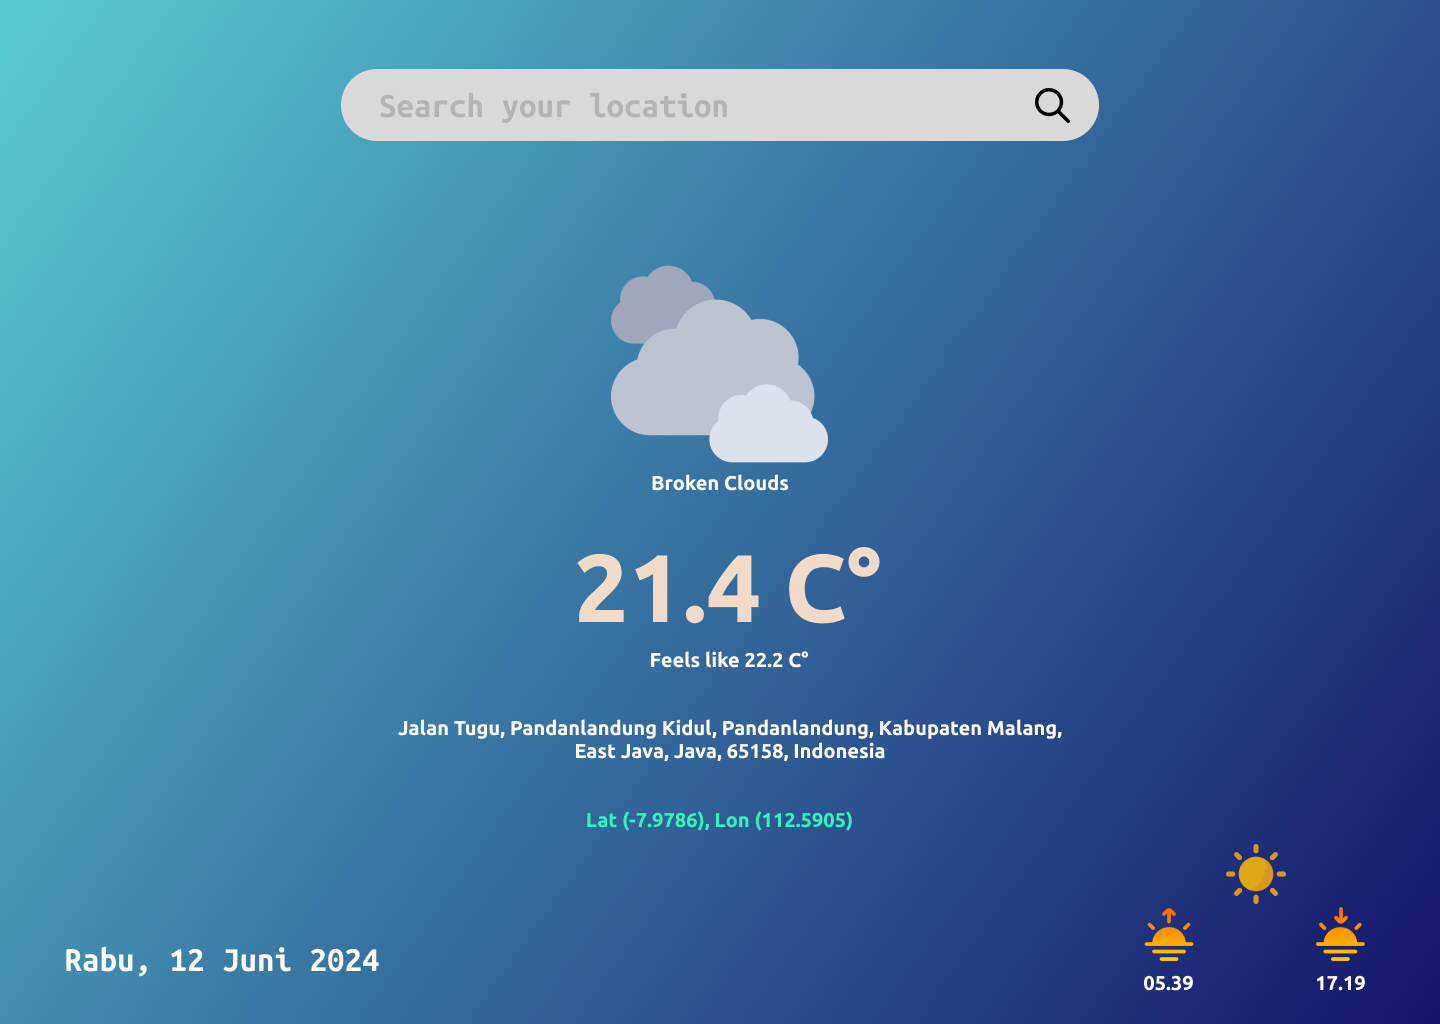 Search your location
Broken Clouds
21.4 C°
Feels like 22.2 C°
Jalan Tugu, Pandanlandung Kidul, Pandanlandung, Kabupaten Malang,
East Java, Java, 65158, Indonesia
Lat (-7.9786), Lon (112.5905)
Rabu, 12 Juni 2024
05.39
17.19